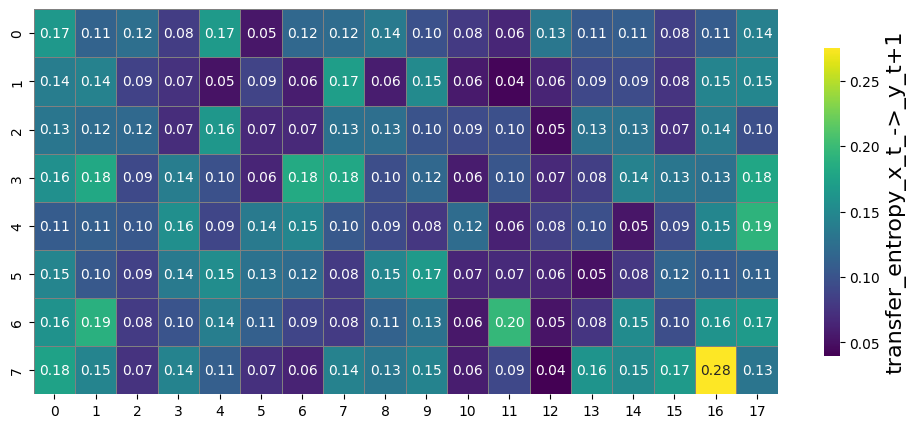 0 0.17 0.11 0.12 0.08 0.17 0.05 0.12 0.12 0.14 0.10 0.08 0.06 0.13 0.11 0.11 0.08 0.11 0.14
1 0.14 0.14 0.09 0.07 0.05 0.09 0.06 0.17 0.06 0.15 0.06 0.04 0.06 0.09 0.09 0.08 0.15 0.15
2 0.13 0.12 0.12 0.07 0.16 0.07 0.07 0.13 0.13 0.10 0.09 0.10 0.05 0.13 0.13 0.07 0.14 0.10
3 0.16 0.18 0.09 0.14 0.10 0.06 0.18 0.18 0.10 0.12 0.06 0.10 0.07 0.08 0.14 0.13 0.13 0.18
4 0.11 0.11 0.10 0.16 0.09 0.14 0.15 0.10 0.09 0.08 0.12 0.06 0.08 0.10 0.05 0.09 0.15 0.19
5 0.15 0.10 0.09 0.14 0.15 0.13 0.12 0.08 0.15 0.17 0.07 0.07 0.06 0.05 0.08 0.12 0.11 0.11
6 0.16 0.19 0.08 0.10 0.14 0.11 0.09 0.08 0.11 0.13 0.06 0.20 0.05 0.08 0.15 0.10 0.16 0.17
7 0.18 0.15 0.07 0.14 0.11 0.07 0.06 0.14 0.13 0.15 0.06 0.09 0.04 0.16 0.15 0.17 0.28 0.13
0 1 2 3 4 5 6 7 8 9 10 11 12 13 14 15 16 17
0.25
0.20
0.15
0.10
0.05
transfer_entropy_x_t_->_y_t+1